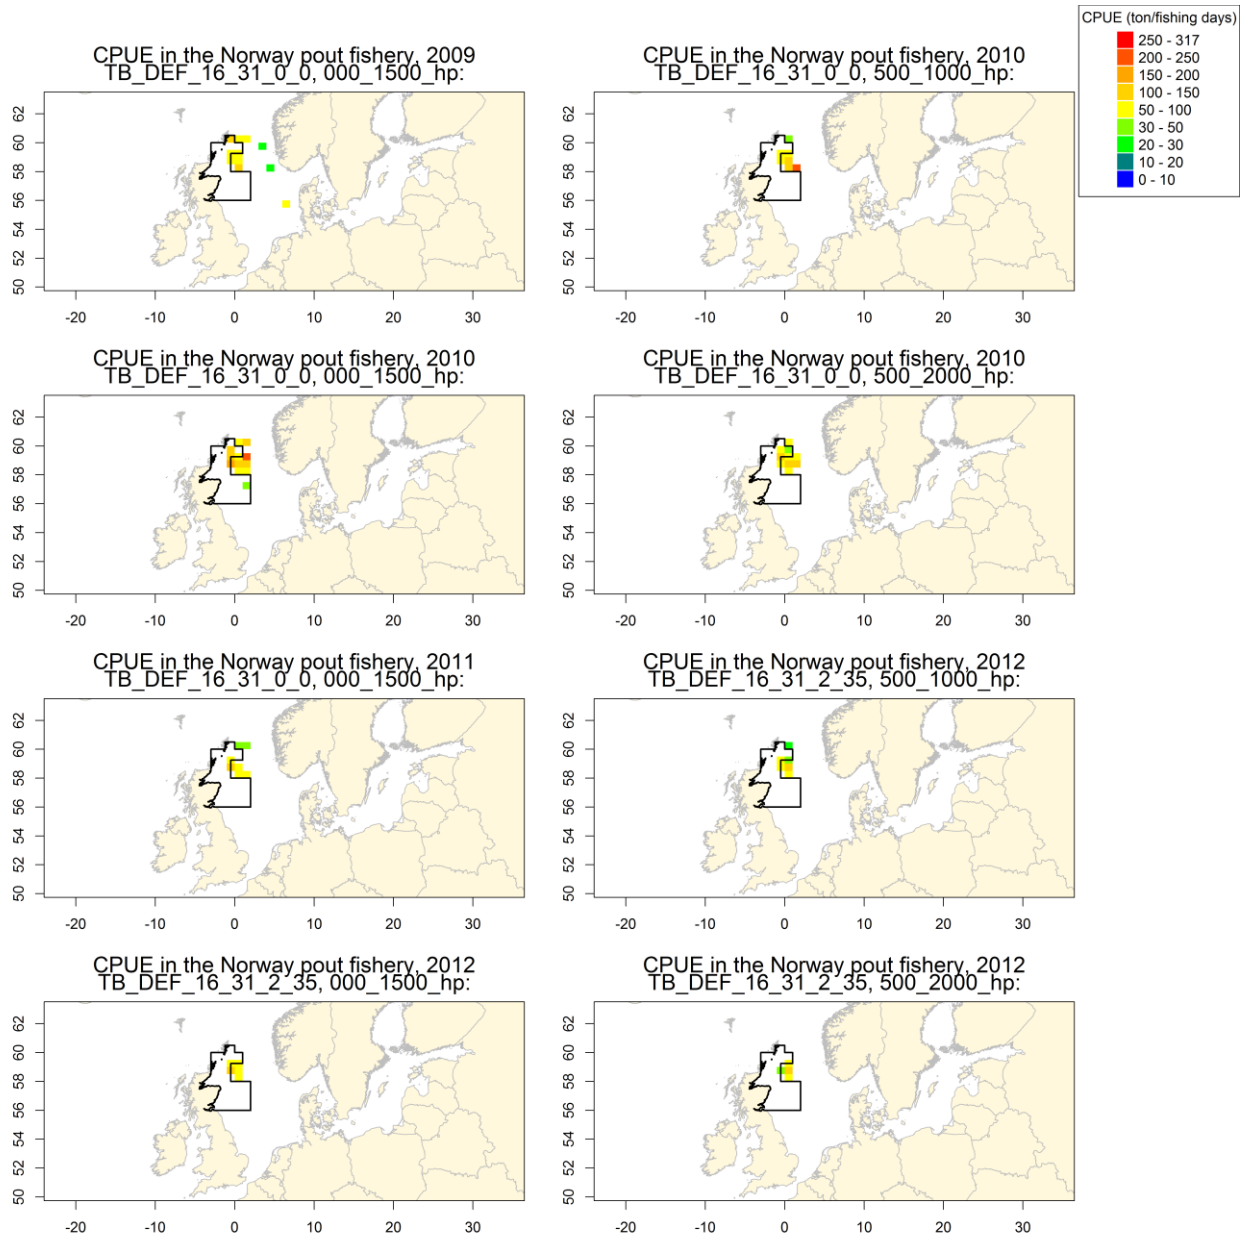 CPUE (ton/fishing days)
250 - 317
200 - 250
150 - 200
100 - 150
50 - 100
30 - 50
20 - 30
10 - 20
0 - 10
CPUE in the Norway pout fishery, 2009
TB_DEF_16_31_0_0, 000_1500_hp:
62
60
58
56
54
52
50
-20 -10 0 10 20 30
CPUE in the Norway pout fishery, 2010
TB_DEF_16_31_0_0, 500_1000_hp:
62
60
58
56
54
52
50
-20 -10 0 10 20 30
CPUE in the Norway pout fishery, 2010
TB_DEF_16_31_0_0, 000_1500_hp:
62
60
58
56
54
52
50
-20 -10 0 10 20 30
CPUE in the Norway pout fishery, 2010
TB_DEF_16_31_0_0, 500_2000_hp:
62
60
58
56
54
52
50
-20 -10 0 10 20 30
CPUE in the Norway pout fishery, 2011
TB_DEF_16_31_0_0, 000_1500_hp:
62
60
58
56
54
52
50
-20 -10 0 10 20 30
CPUE in the Norway pout fishery, 2012
TB_DEF_16_31_2_35, 500_1000_hp:
62
60
58
56
54
52
50
-20 -10 0 10 20 30
CPUE in the Norway pout fishery, 2012
TB_DEF_16_31_2_35, 000_1500_hp:
62
60
58
56
54
52
50
-20 -10 0 10 20 30
CPUE in the Norway pout fishery, 2012
TB_DEF_16_31_2_35, 500_2000_hp:
62
60
58
56
54
52
50
-20 -10 0 10 20 30